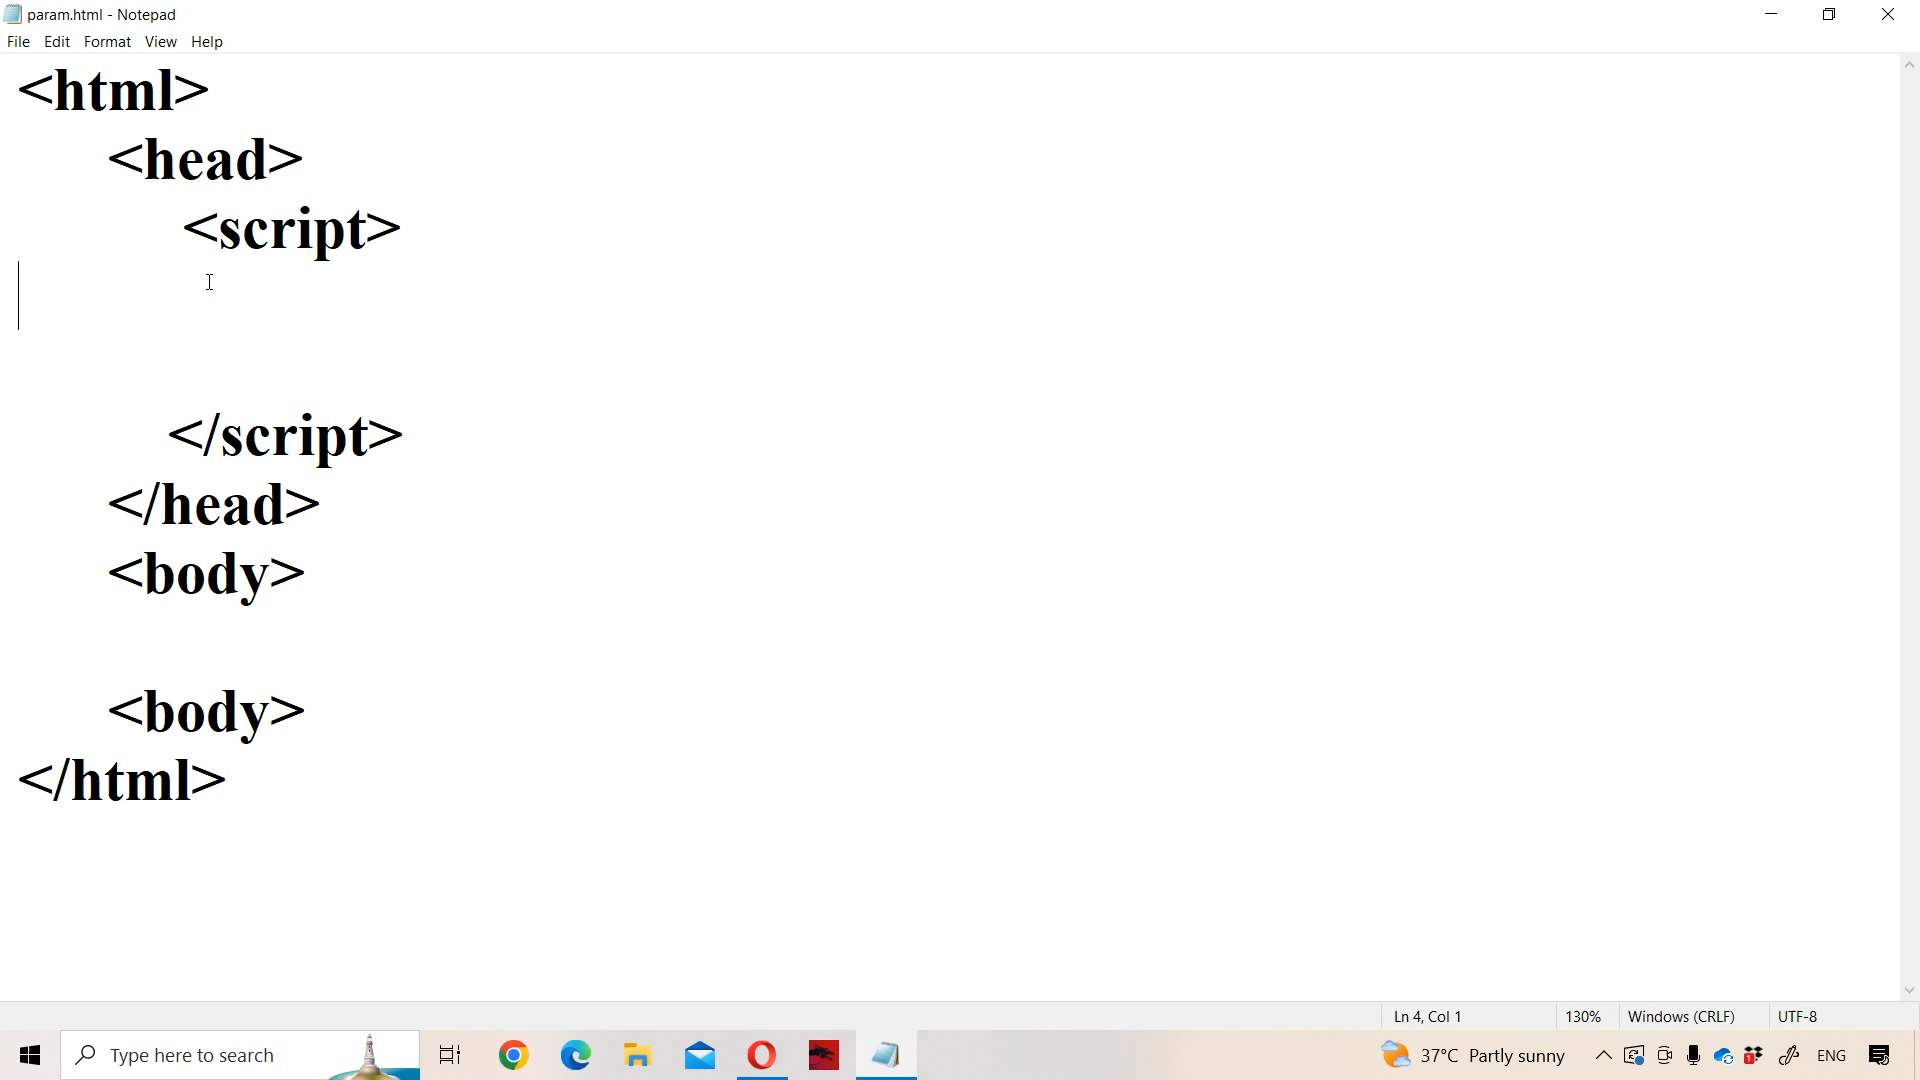 param.html - Notepad
File Edit Format View Help
<html>
<head>
<script>
</script>
</head>
<body>
<body>
</html>
Ln 4, Col 1 130% Windows (CRLF) UTF-8
Type here to search 37°C Partly sunny 1 ENG